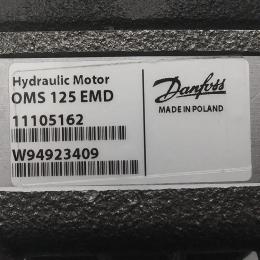 Hydraulic Motor
OMS 125 EMD
11105162
W94923409
Danfoss
MADE IN POLAND